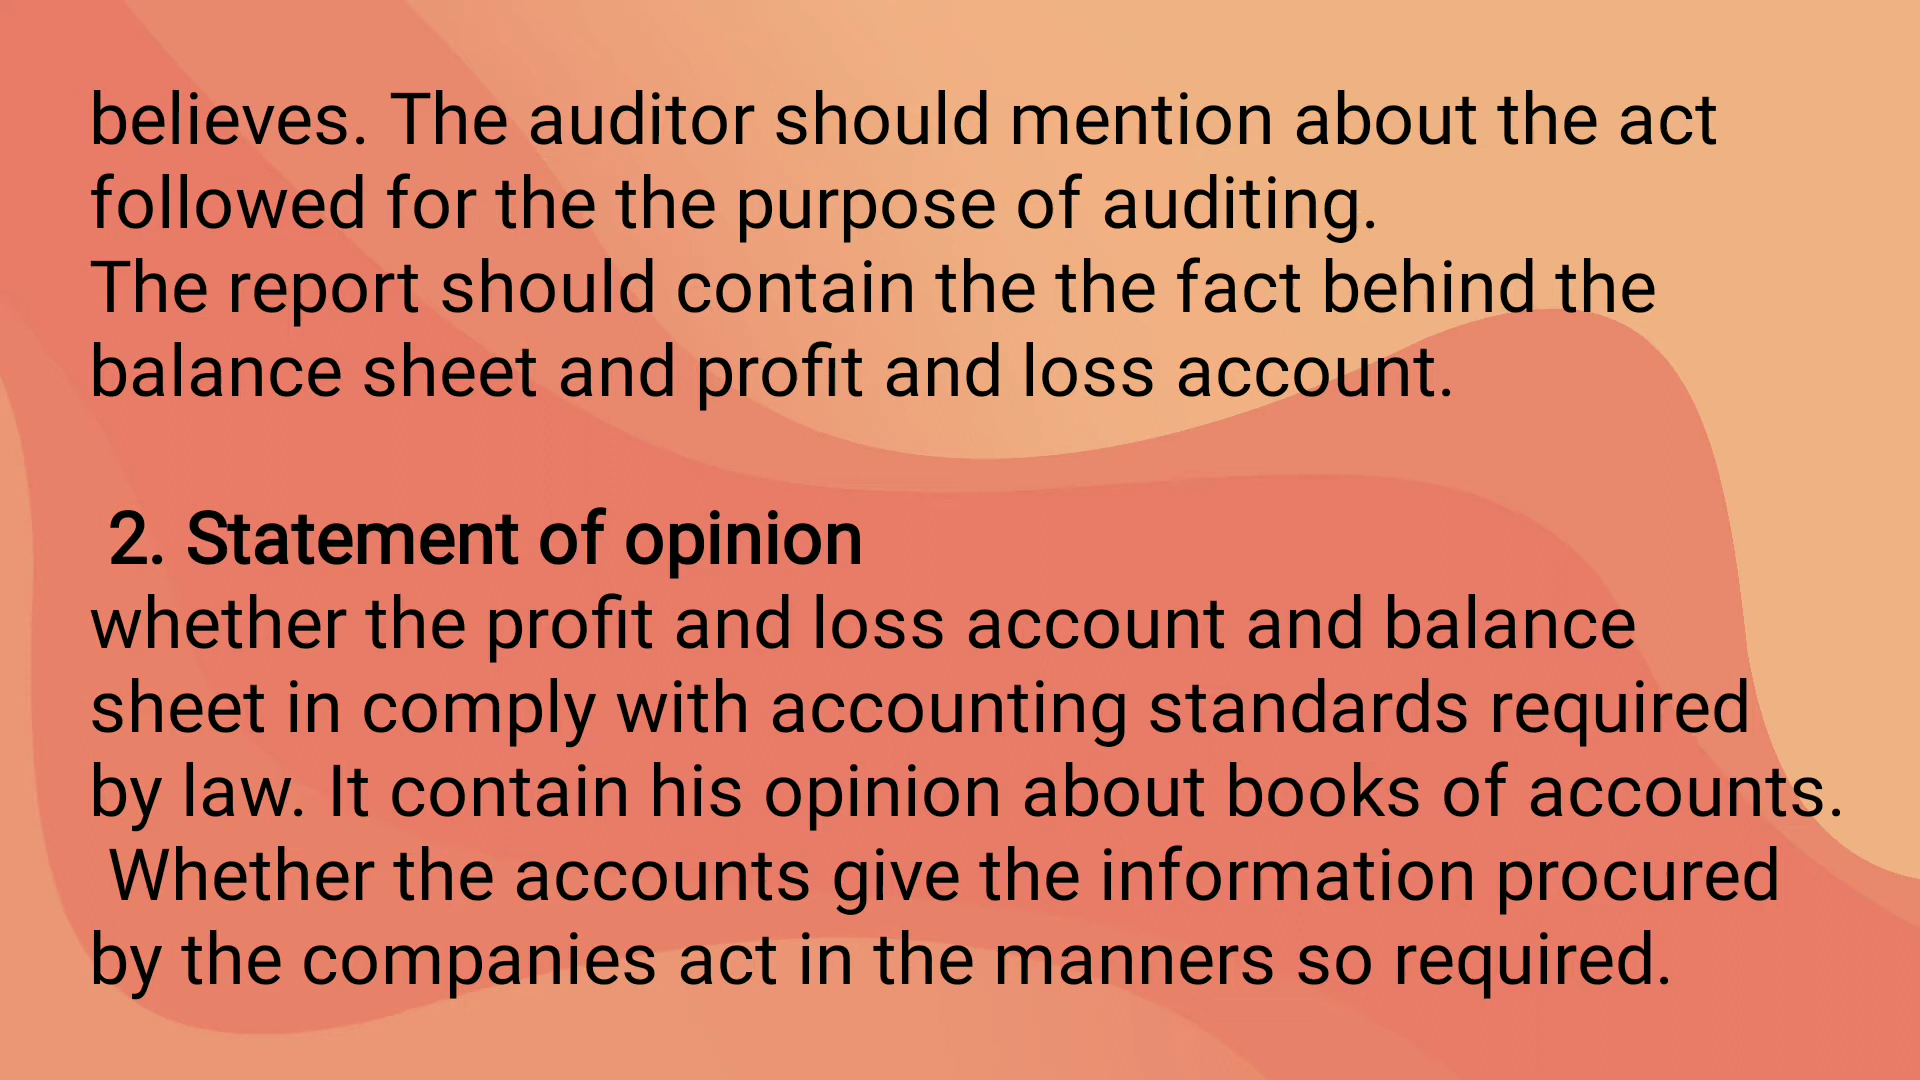 believes. The auditor should mention about the act
followed for the the purpose of auditing.
The report should contain the the fact behind the
balance sheet and profit and loss account.
2. Statement of opinion
whether the profit and loss account and balance
sheet in comply with accounting standards required
by law. It contain his opinion about books of accounts.
Whether the accounts give the information procured
by the companies act in the manners so required.